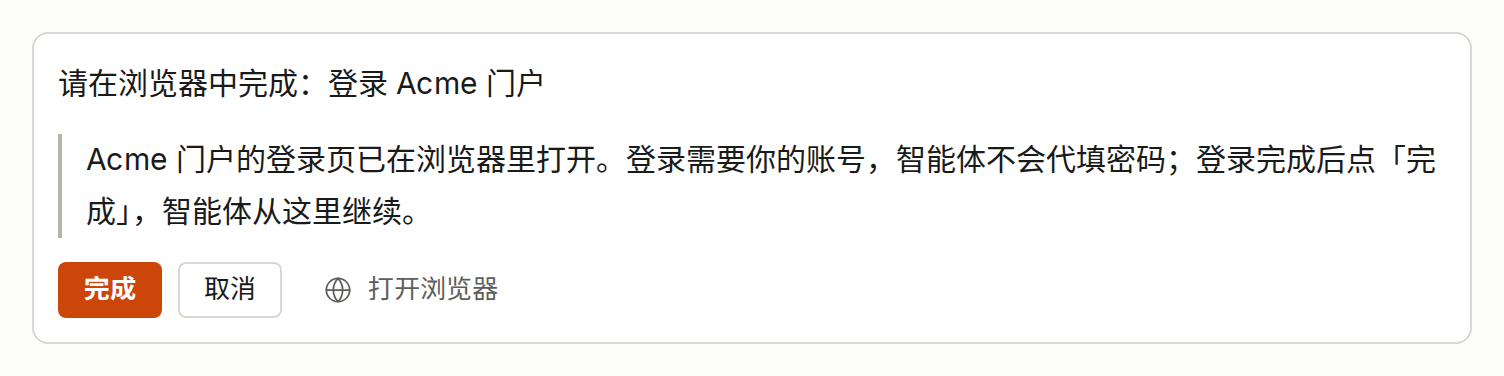 请在浏览器中完成：登录 Acme 门户
Acme 门户的登录页已在浏览器里打开。登录需要你的账号，智能体不会代填密码；登录完成后点「完
成」，智能体从这里继续。
完成 取消 打开浏览器